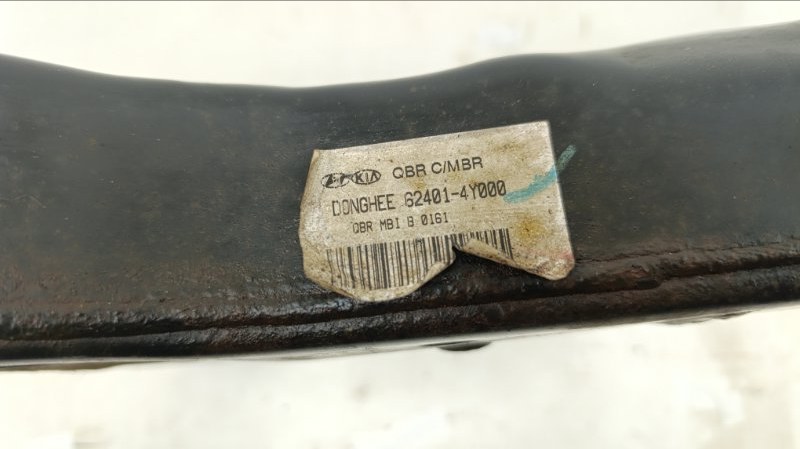 KIA QBR C/MBR
DONGHEE 62401-4Y000
QBR MBI B 0161